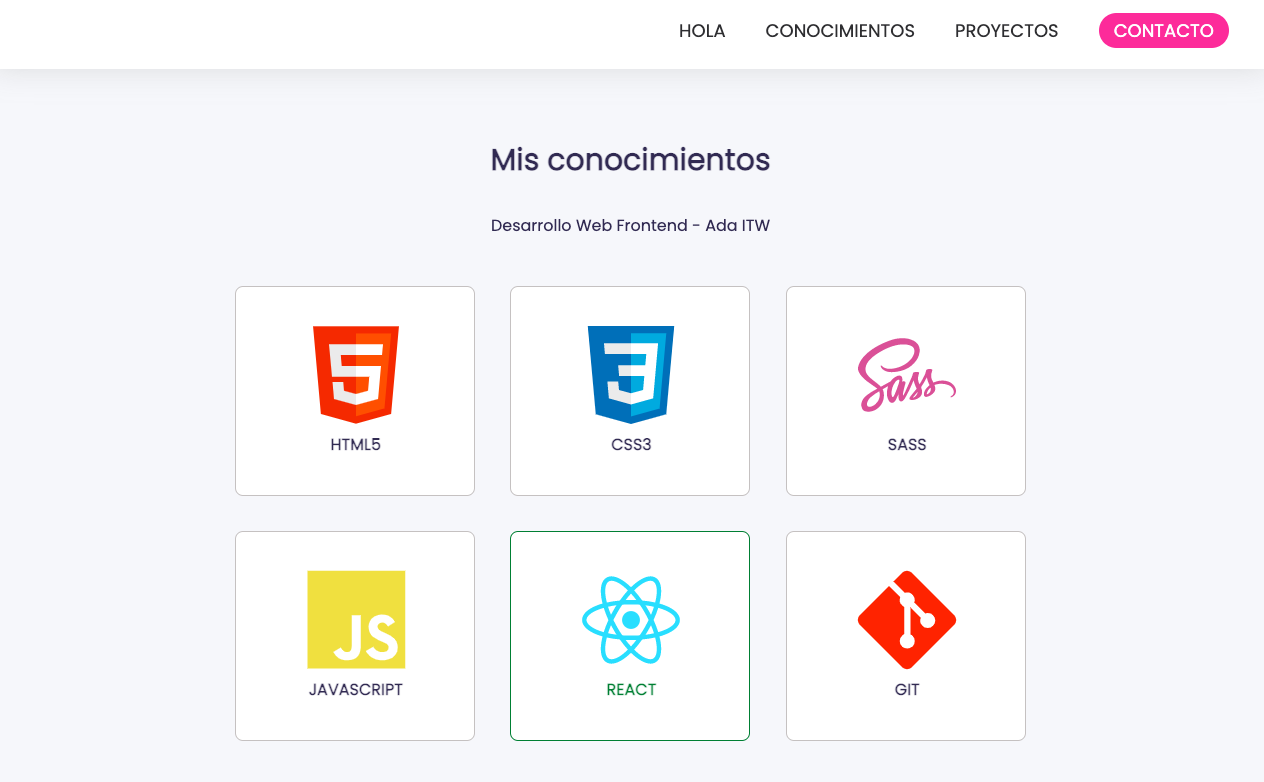 HOLA CONOCIMIENTOS PROYECTOS CONTACTO
Mis conocimientos
Desarrollo Web Frontend - Ada ITW
5 3 Sass
HTML5 CSS3 SASS
JS
JAVASCRIPT REACT GIT